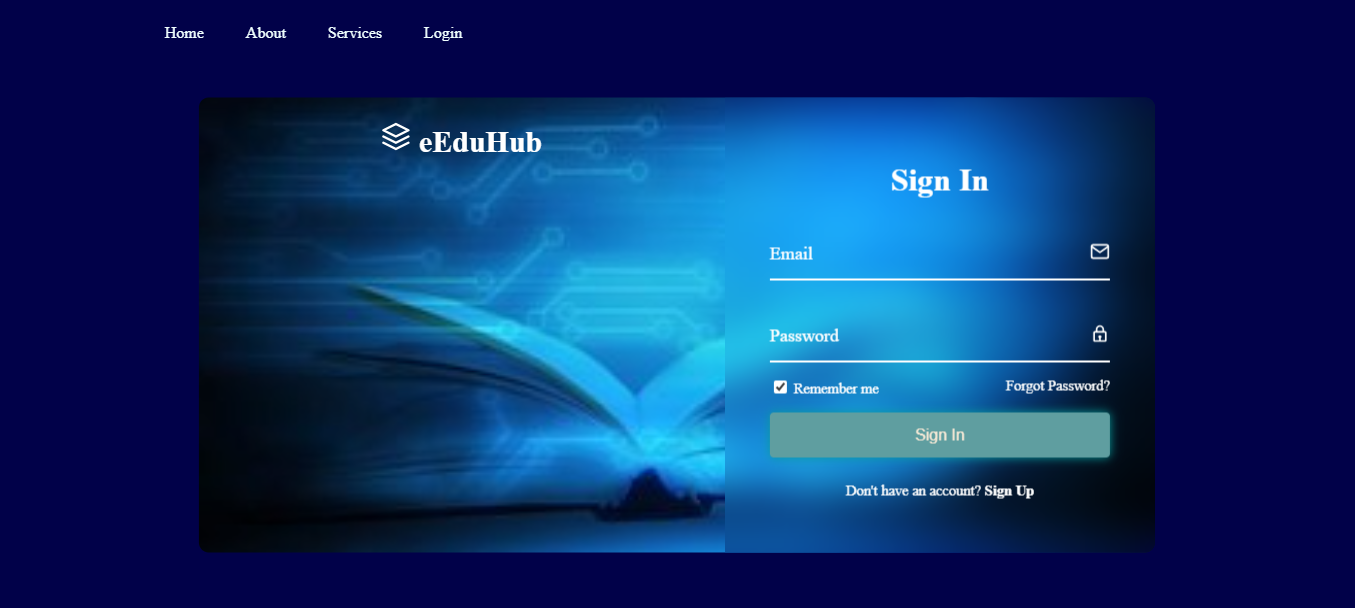 Home About Services Login
eEduHub
Sign In
Email
Password
Remember me Forgot Password?
Sign In
Don't have an account? Sign Up